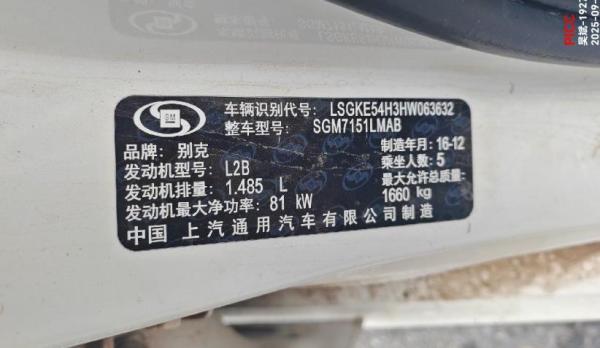 车辆识别代号: LSGKE54H3HW063632
整车型号: SGM7151LMAB
品牌: 别克
制造年月: 16-12
发动机型号: L2B
乘坐人数: 5
发动机排量: 1.485 L
最大允许总质量:
1660 kg
发动机最大净功率: 81 kW
中国 上汽通用汽车有限公司制造
GM
PICC